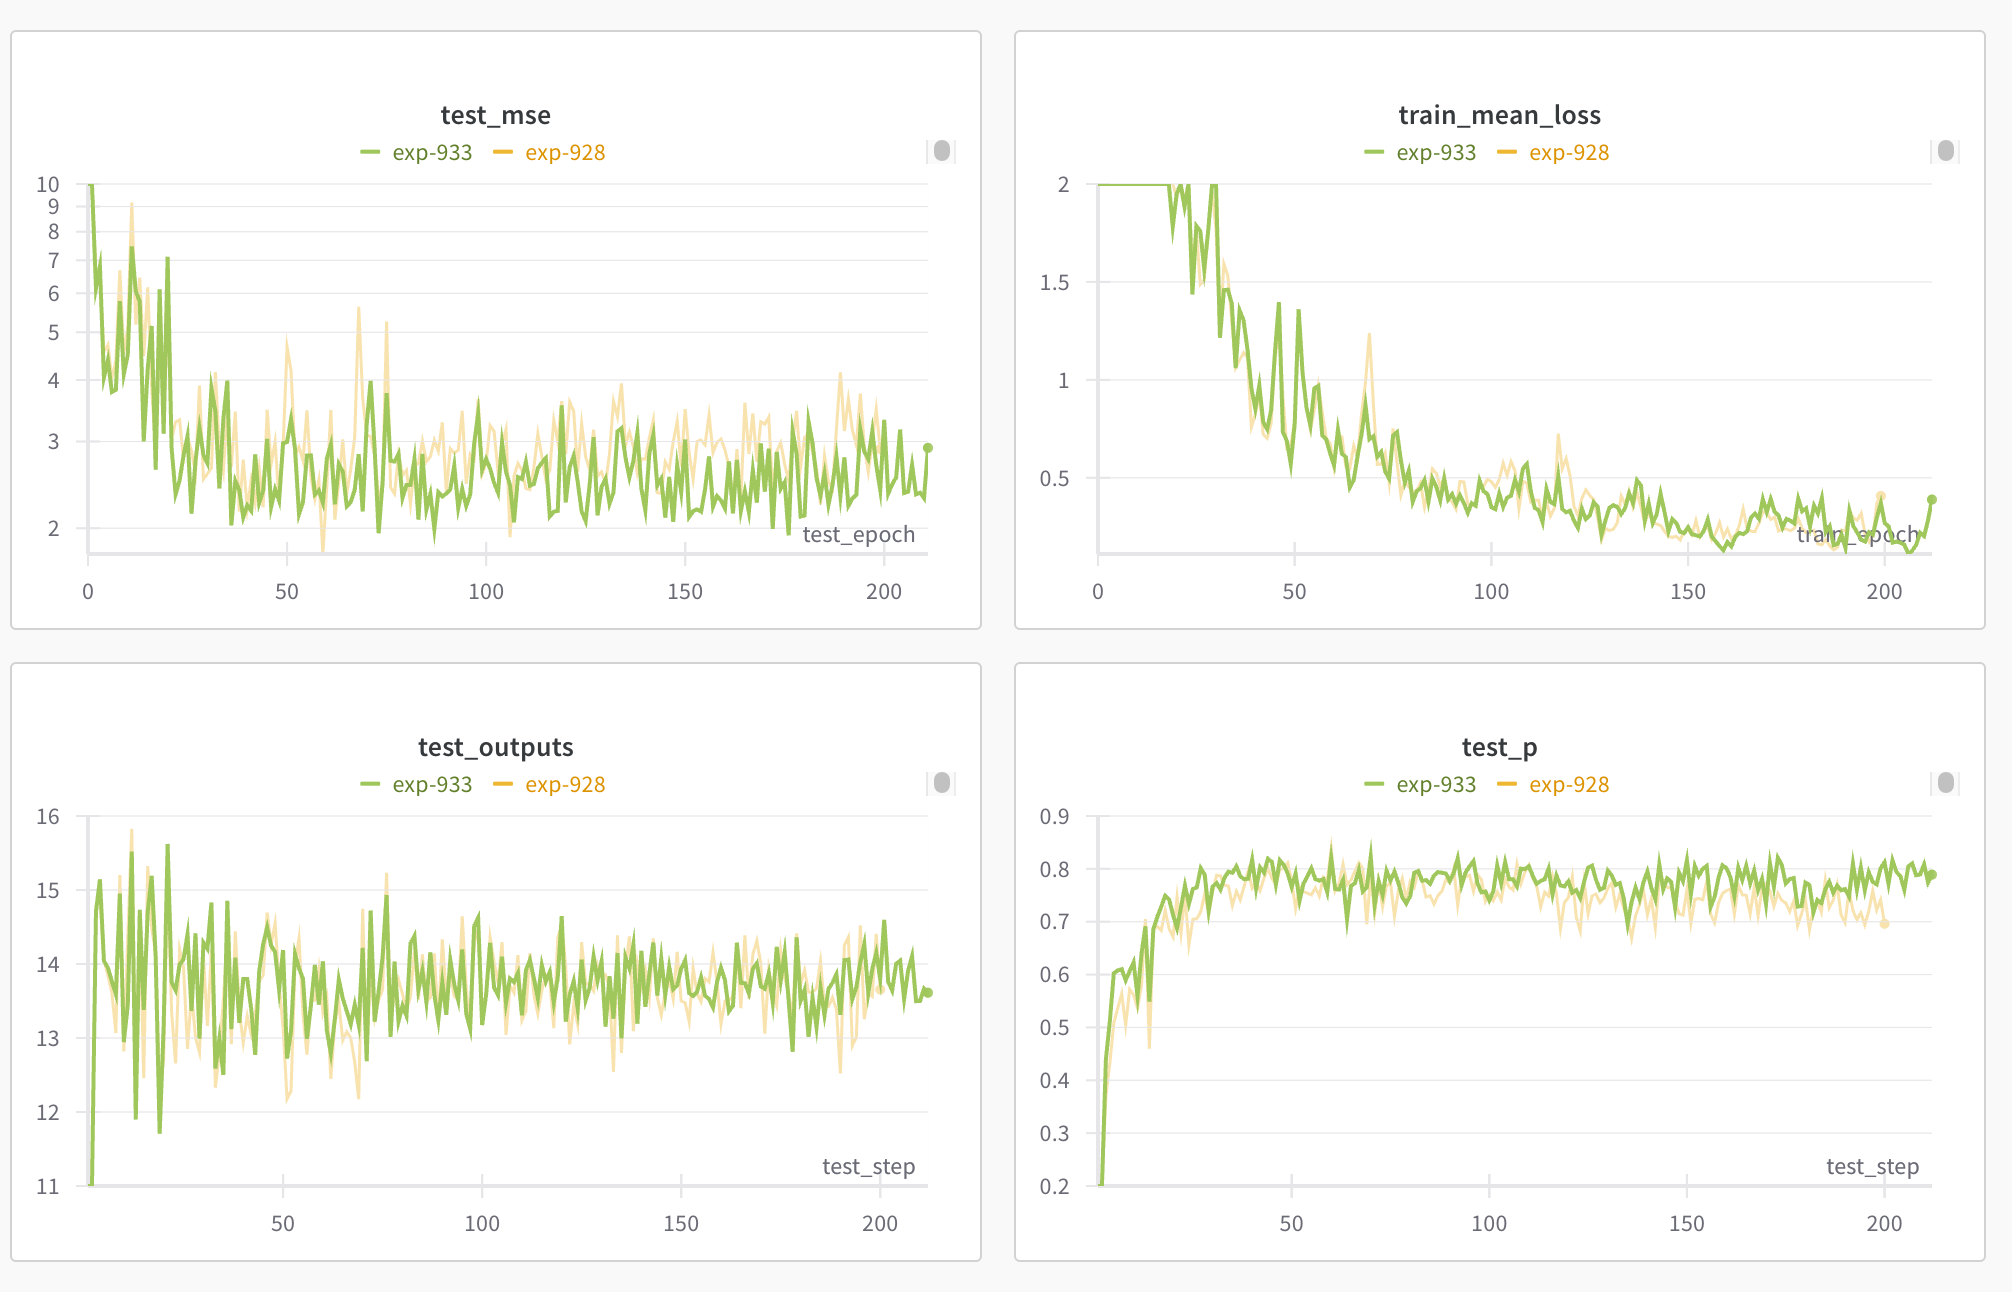 test_mse
exp-933 exp-928
10
9
8
7
6
5
4
3
2
test_epoch
0 50 100 150 200
train_mean_loss
exp-933 exp-928
2
1.5
1
0.5
train_epoch
0 50 100 150 200
test_outputs
exp-933 exp-928
16
15
14
13
12
11
test_step
50 100 150 200
test_p
exp-933 exp-928
0.9
0.8
0.7
0.6
0.5
0.4
0.3
0.2
test_step
50 100 150 200